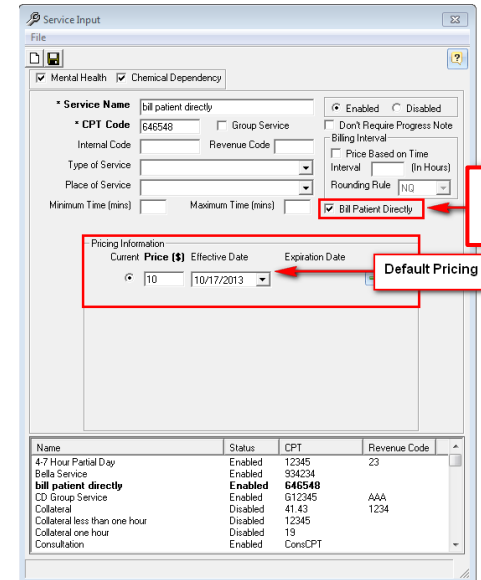 Service Input
File
Mental Health Chemical Dependency
* Service Name bill patient directly Enabled Disabled
* CPT Code 646548 Group Service Don't Require Progress Note
Billing Interval
Internal Code Revenue Code Price Based on Time
Type of Service Interval (In Hours)
Place of Service Rounding Rule NQ
Minimum Time (mins) Maximum Time (mins) Bill Patient Directly
Pricing Information
Current Price ($) Effective Date Expiration Date
10 10/17/2013
Default Pricing
Name Status CPT Revenue Code
4-7 Hour Partial Day Enabled 12345 23
Bella Service Enabled 934234
bill patient directly Enabled 646548
CD Group Service Enabled G12345 AAA
Collateral Disabled 41.43 1234
Collateral less than one hour Disabled 12345
Collateral one hour Disabled 19
Consultation Enabled ConsCPT